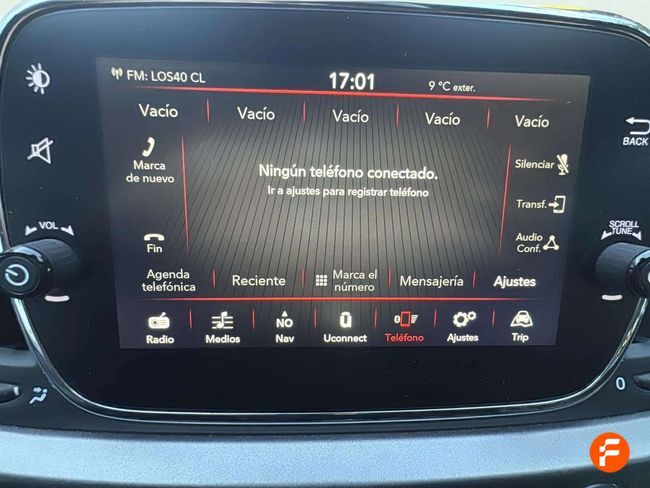 FM: LOS40 CL
17:01
9 °C exter.
Vacío
Vacío
Vacío
Vacío
Vacío
BACK
Marca
de nuevo
Ningún teléfono conectado.
Ir a ajustes para registrar teléfono
Silenciar
Transf.
VOL
SCROLL
TUNE
Fin
Audio
Conf.
Agenda
telefónica
Reciente
Marca el
número
Mensajería
Ajustes
NO
Radio
Medios
Nav
Uconnect
Teléfono
Ajustes
Trip
0